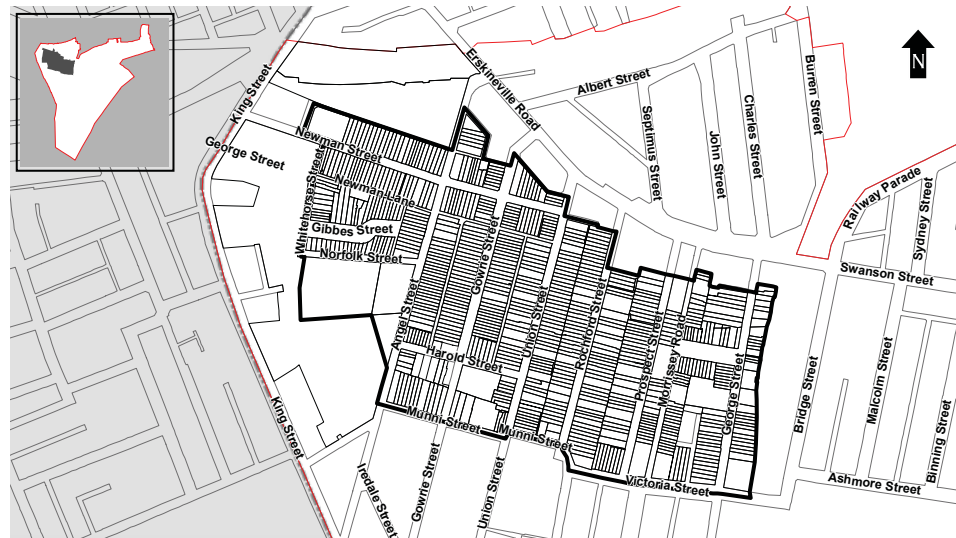 King Street
Erskineville Road
Albert Street
Burren Street
N
Septimus Street
John Street
Charles Street
Newman Street
George Street
Whitehorse Street
Newman Lane
Gibbes Street
Norfolk Street
Gowrie Street
Railway Parade
Sydney Street
Swanson Street
Angel Street
Union Street
Rochford Street
Harold Street
Prospect Street
Morrissey Road
George Street
Bridge Street
Malcolm Street
Binning Street
King Street
Munni Street
Munni Street
Iredale Street
Gowrie Street
Union Street
Victoria Street
Ashmore Street